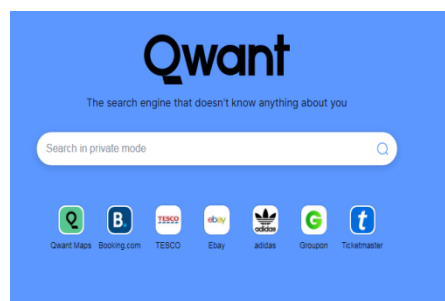 Qwant
The search engine that doesn't know anything about you
Search in private mode
Q B. TESCO ebay adidas G t
Qwant Maps Booking.com TESCO Ebay adidas Groupon Ticketmaster